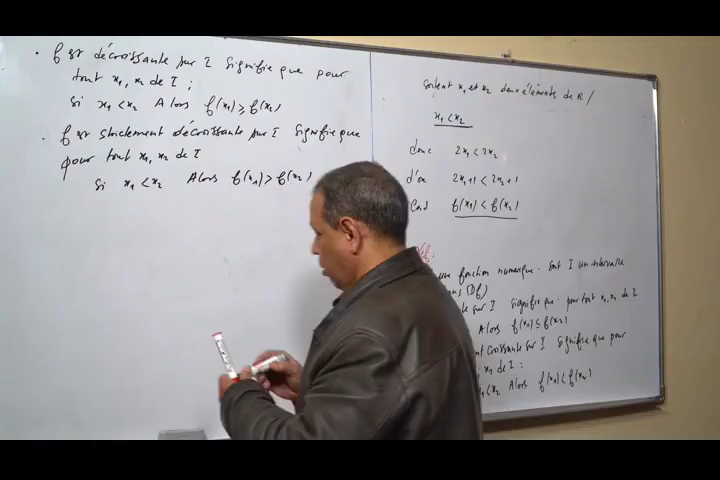 • f est décroissante sur I Signifie que pour
tout x₁, x₂ de I ;
si x₁ < x₂ Alors f(x₁) ≥ f(x₂)
• f est strictement décroissante sur I Signifie que
pour tout x₁, x₂ de I
si x₁ < x₂ Alors f(x₁) > f(x₂)
Soient x₁ et x₂ deux éléments de ℝ /
x₁ < x₂
donc 2x₁ < 2x₂
d'où 2x₁+1 < 2x₂+1
Càd f(x₁) < f(x₂)
une fonction numérique. Soit I un intervalle
(Df)
sur I signifie que pour tout x₁, x₂ de I
Alors f(x₁) ≤ f(x₂)
croissante sur I Signifie que pour
x₂ de I :
x₁ < x₂ Alors f(x₁) < f(x₂)